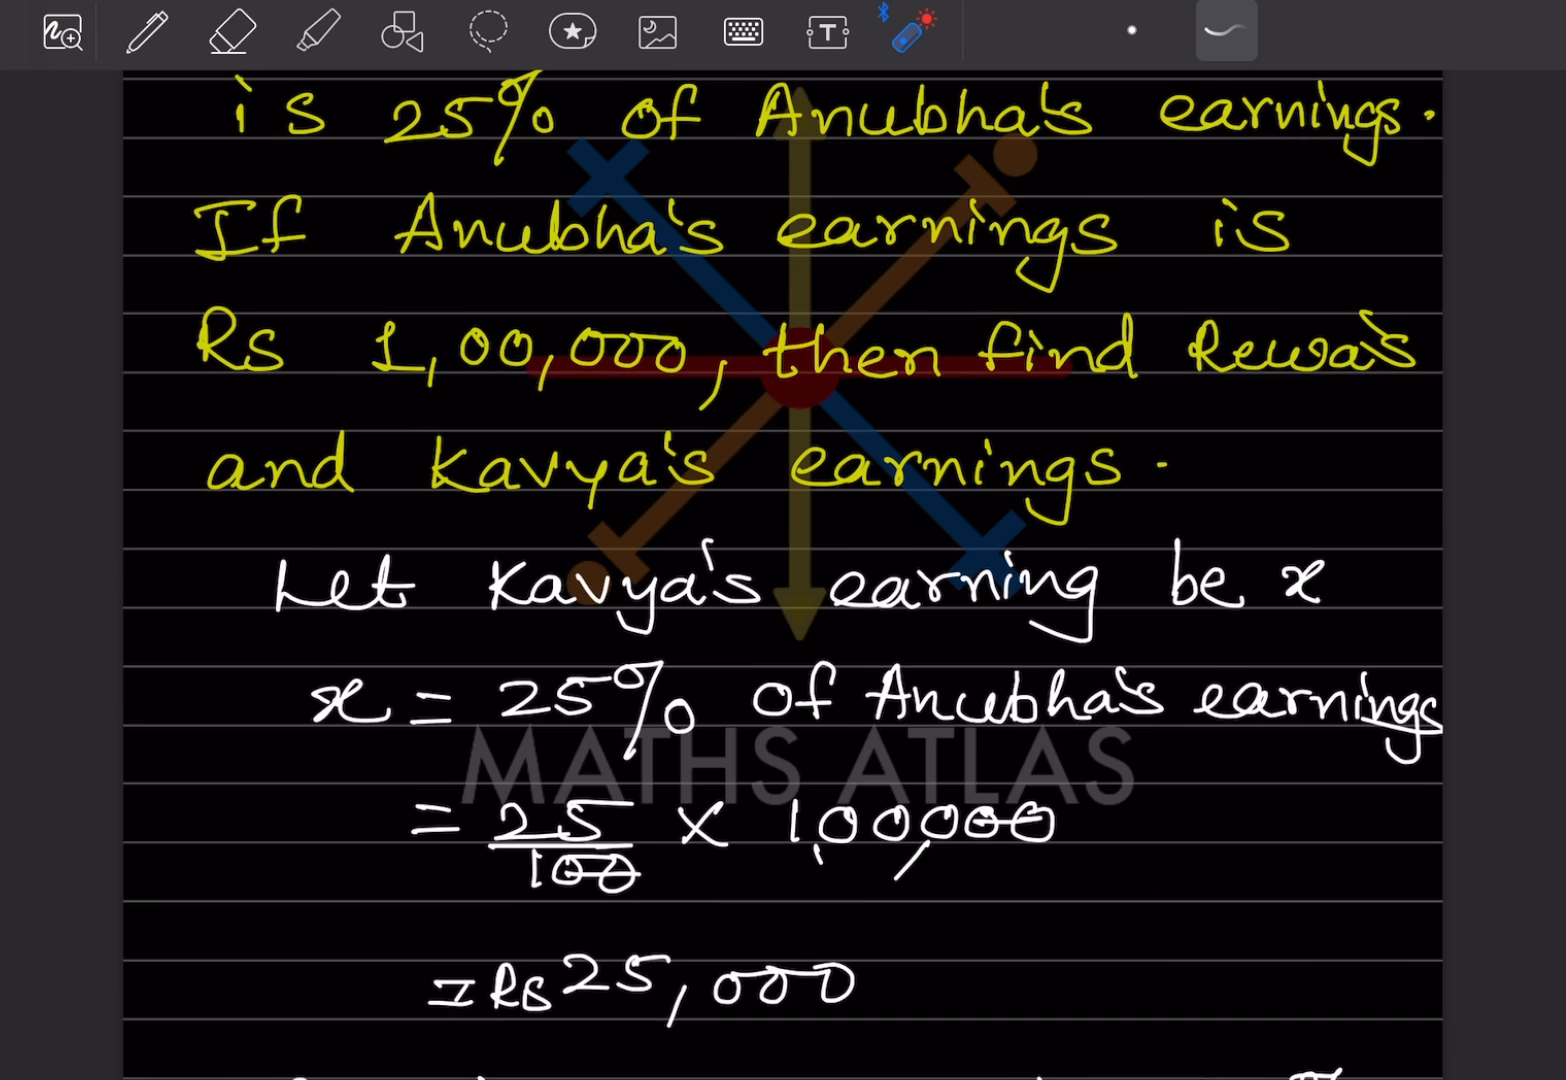 is 25% of Anubha's earnings.
If Anubha's earnings is
Rs 1,00,000, then find Rewa's
and Kavya's earnings.
Let Kavya's earning be x
x = 25% of Anubha's earnings
MATHS ATLAS
= 25/100 × 1,00,000
= Rs 25,000